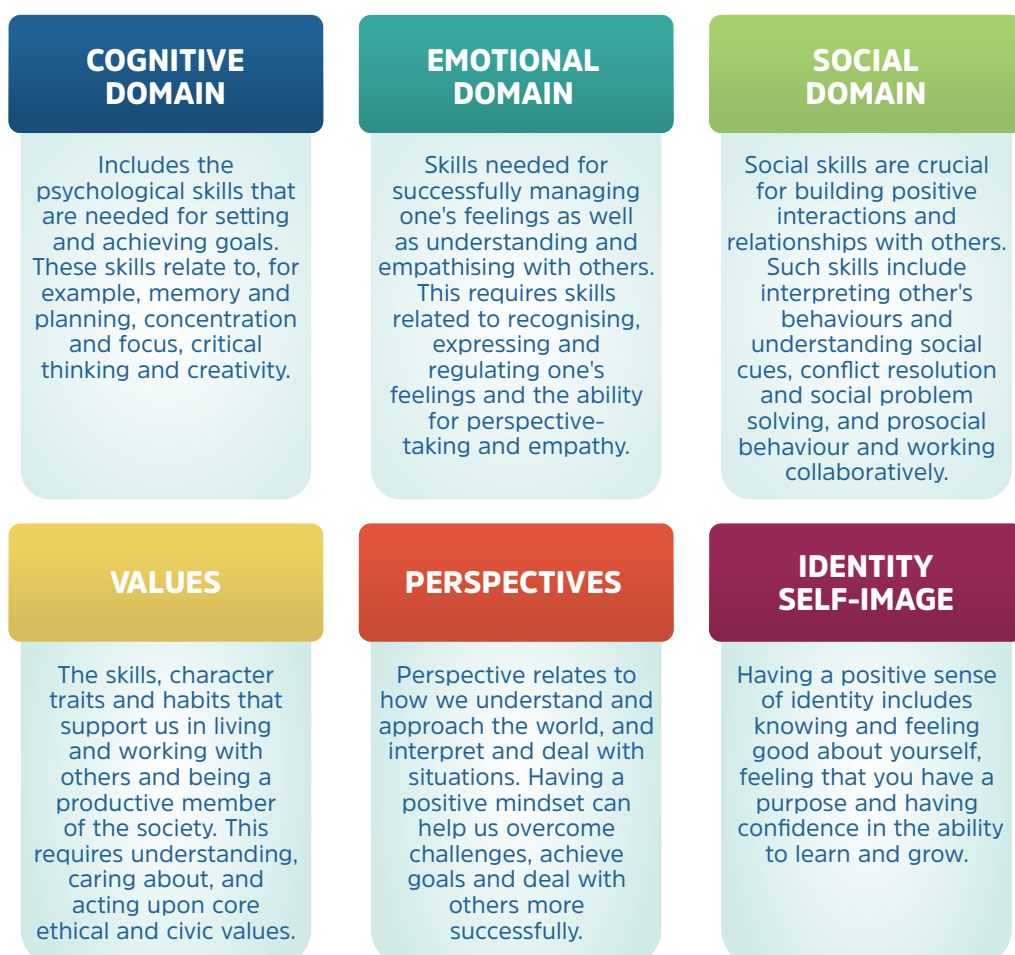 COGNITIVE
DOMAIN
Includes the
psychological skills that
are needed for setting
and achieving goals.
These skills relate to, for
example, memory and
planning, concentration
and focus, critical
thinking and creativity.
EMOTIONAL
DOMAIN
Skills needed for
successfully managing
one's feelings as well
as understanding and
empathising with others.
This requires skills
related to recognising,
expressing and
regulating one's
feelings and the ability
for perspective-
taking and empathy.
SOCIAL
DOMAIN
Social skills are crucial
for building positive
interactions and
relationships with others.
Such skills include
interpreting other's
behaviours and
understanding social
cues, conflict resolution
and social problem
solving, and prosocial
behaviour and working
collaboratively.
VALUES
The skills, character
traits and habits that
support us in living
and working with
others and being a
productive member
of the society. This
requires understanding,
caring about, and
acting upon core
ethical and civic values.
PERSPECTIVES
Perspective relates to
how we understand and
approach the world, and
interpret and deal with
situations. Having a
positive mindset can
help us overcome
challenges, achieve
goals and deal with
others more
successfully.
IDENTITY
SELF-IMAGE
Having a positive sense
of identity includes
knowing and feeling
good about yourself,
feeling that you have a
purpose and having
confidence in the ability
to learn and grow.